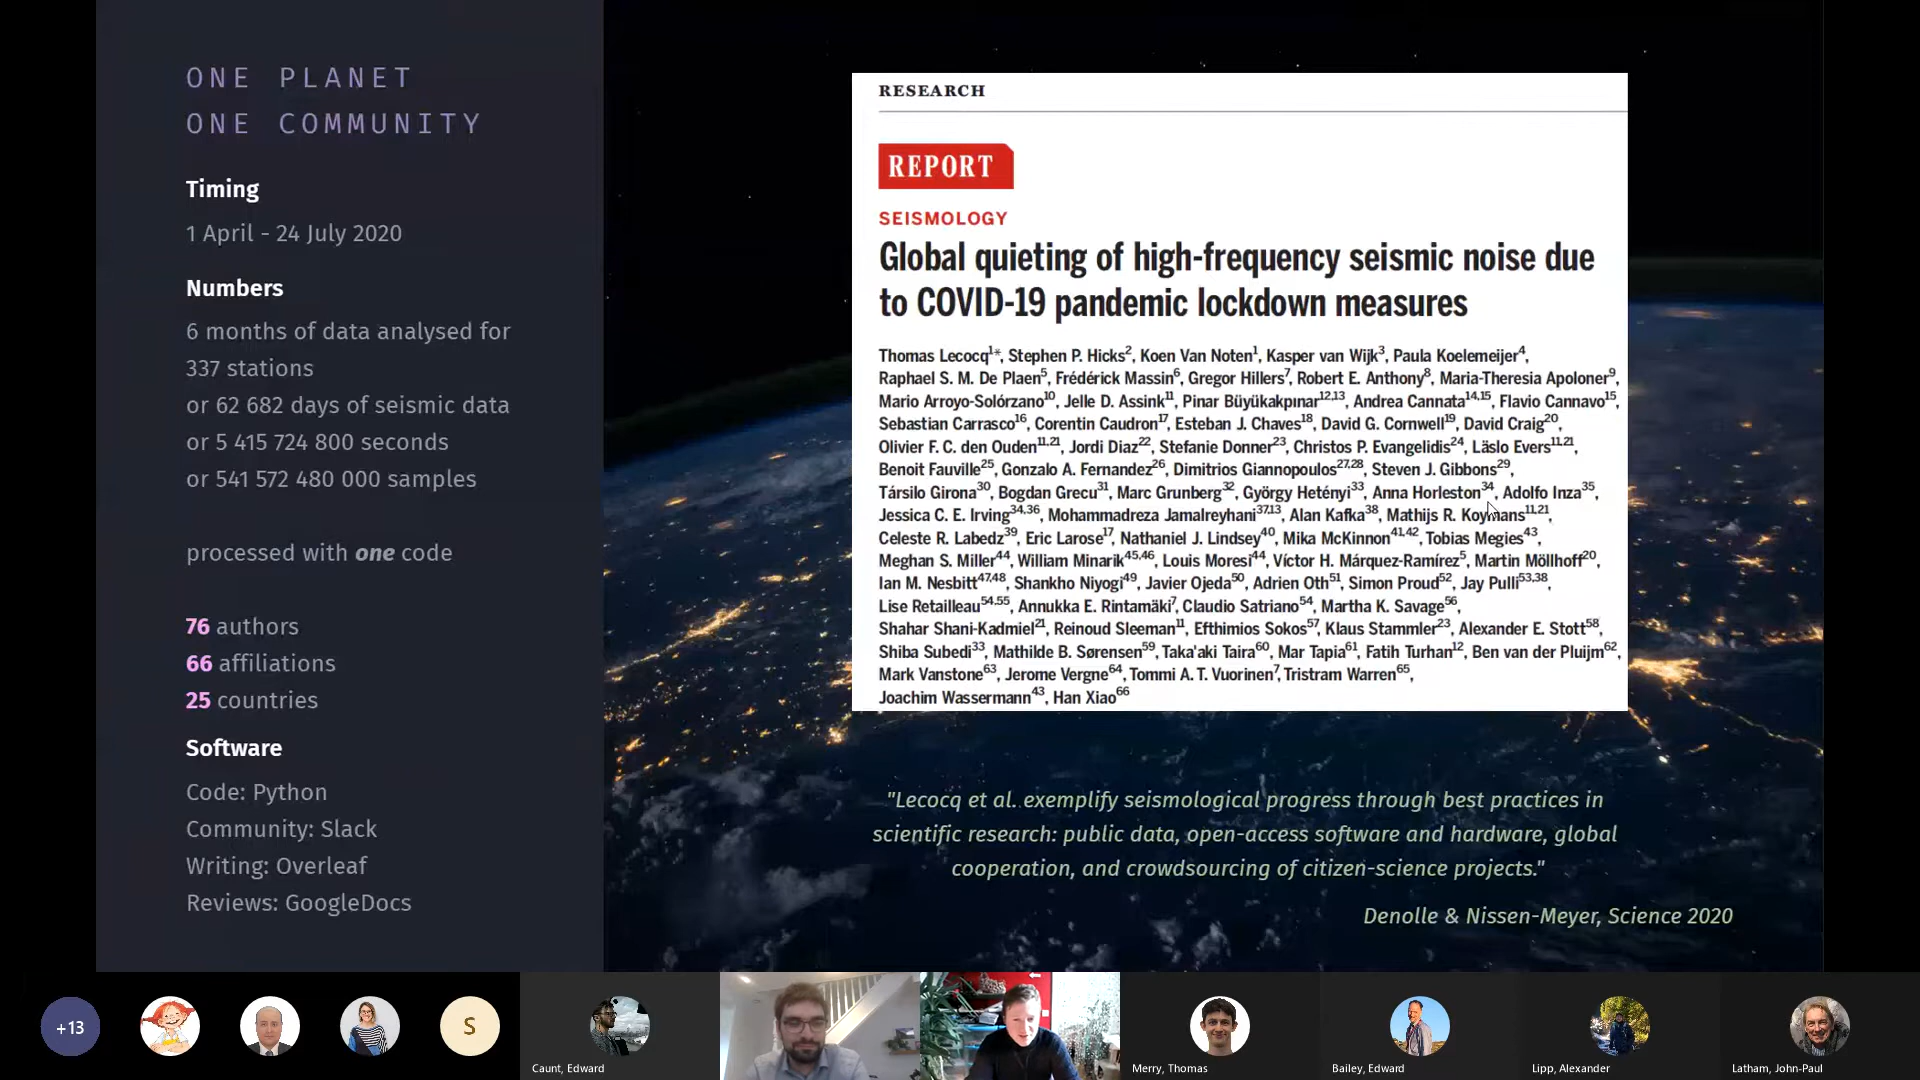 ONE PLANET
ONE COMMUNITY
Timing
1 April - 24 July 2020
Numbers
6 months of data analysed for
337 stations
or 62 682 days of seismic data
or 5 415 724 800 seconds
or 541 572 480 000 samples
processed with one code
76 authors
66 affiliations
25 countries
Software
Code: Python
Community: Slack
Writing: Overleaf
Reviews: GoogleDocs
RESEARCH
REPORT
SEISMOLOGY
Global quieting of high-frequency seismic noise due
to COVID-19 pandemic lockdown measures
Thomas Lecocq1*, Stephen P. Hicks2, Koen Van Noten1, Kasper van Wijk3, Paula Koelemeijer4,
Raphael S. M. De Plaen5, Frédérick Massin6, Gregor Hillers7, Robert E. Anthony8, Maria-Theresia Apoloner9,
Mario Arroyo-Solórzano10, Jelle D. Assink11, Pinar Büyükakpınar12,13, Andrea Cannata14,15, Flavio Cannavo15,
Sebastian Carrasco16, Corentin Caudron17, Esteban J. Chaves18, David G. Cornwell19, David Craig20,
Olivier F. C. den Ouden11,21, Jordi Diaz22, Stefanie Donner23, Christos P. Evangelidis24, Läslo Evers11,21,
Benoit Fauville25, Gonzalo A. Fernandez26, Dimitrios Giannopoulos27,28, Steven J. Gibbons29,
Társilo Girona30, Bogdan Grecu31, Marc Grunberg32, György Hetényi33, Anna Horleston34, Adolfo Inza35,
Jessica C. E. Irving34,36, Mohammadreza Jamalreyhani37,13, Alan Kafka38, Mathijs R. Koymans11,21,
Celeste R. Labedz39, Eric Larose17, Nathaniel J. Lindsey40, Mika McKinnon41,42, Tobias Megies43,
Meghan S. Miller44, William Minarik45,46, Louis Moresi44, Víctor H. Márquez-Ramírez5, Martin Möllhoff20,
Ian M. Nesbitt47,48, Shankho Niyogi49, Javier Ojeda50, Adrien Oth51, Simon Proud52, Jay Pulli53,38,
Lise Retailleau54,55, Annukka E. Rintamäki7, Claudio Satriano54, Martha K. Savage56,
Shahar Shani-Kadmiel21, Reinoud Sleeman11, Efthimios Sokos57, Klaus Stammler23, Alexander E. Stott58,
Shiba Subedi33, Mathilde B. Sørensen59, Taka'aki Taira60, Mar Tapia61, Fatih Turhan12, Ben van der Pluijm62,
Mark Vanstone63, Jerome Vergne64, Tommi A. T. Vuorinen7, Tristram Warren65,
Joachim Wassermann43, Han Xiao66
"Lecocq et al. exemplify seismological progress through best practices in
scientific research: public data, open-access software and hardware, global
cooperation, and crowdsourcing of citizen-science projects."
Denolle & Nissen-Meyer, Science 2020
+13
S
Caunt, Edward
Merry, Thomas
Bailey, Edward
Lipp, Alexander
Latham, John-Paul